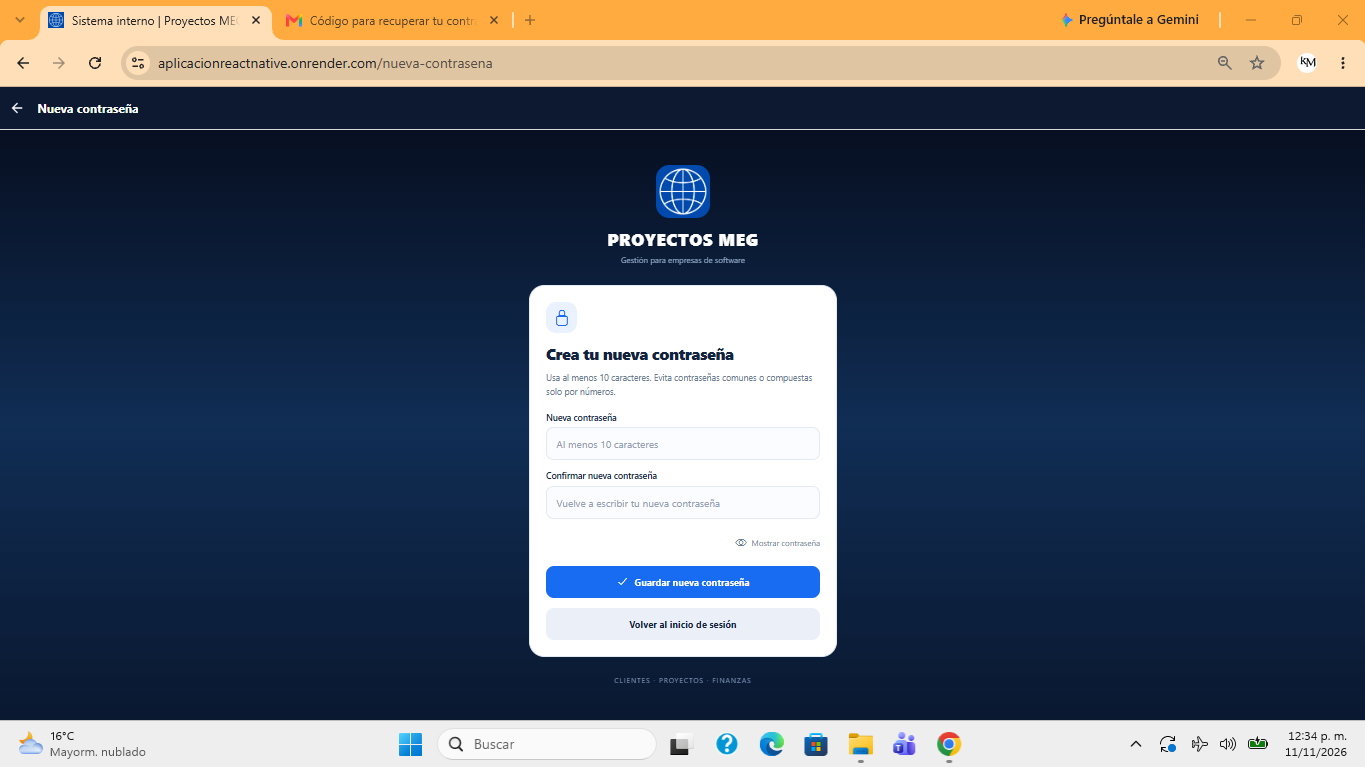 Sistema interno | Proyectos MEG
Código para recuperar tu contra
Pregúntale a Gemini
aplicacionreactnative.onrender.com/nueva-contrasena
KM
Nueva contraseña
PROYECTOS MEG
Gestión para empresas de software
Crea tu nueva contraseña
Usa al menos 10 caracteres. Evita contraseñas comunes o compuestas
solo por números.
Nueva contraseña
Al menos 10 caracteres
Confirmar nueva contraseña
Vuelve a escribir tu nueva contraseña
Mostrar contraseña
Guardar nueva contraseña
Volver al inicio de sesión
CLIENTES · PROYECTOS · FINANZAS
16°C
Mayorm. nublado
Buscar
12:34 p. m.
11/11/2026